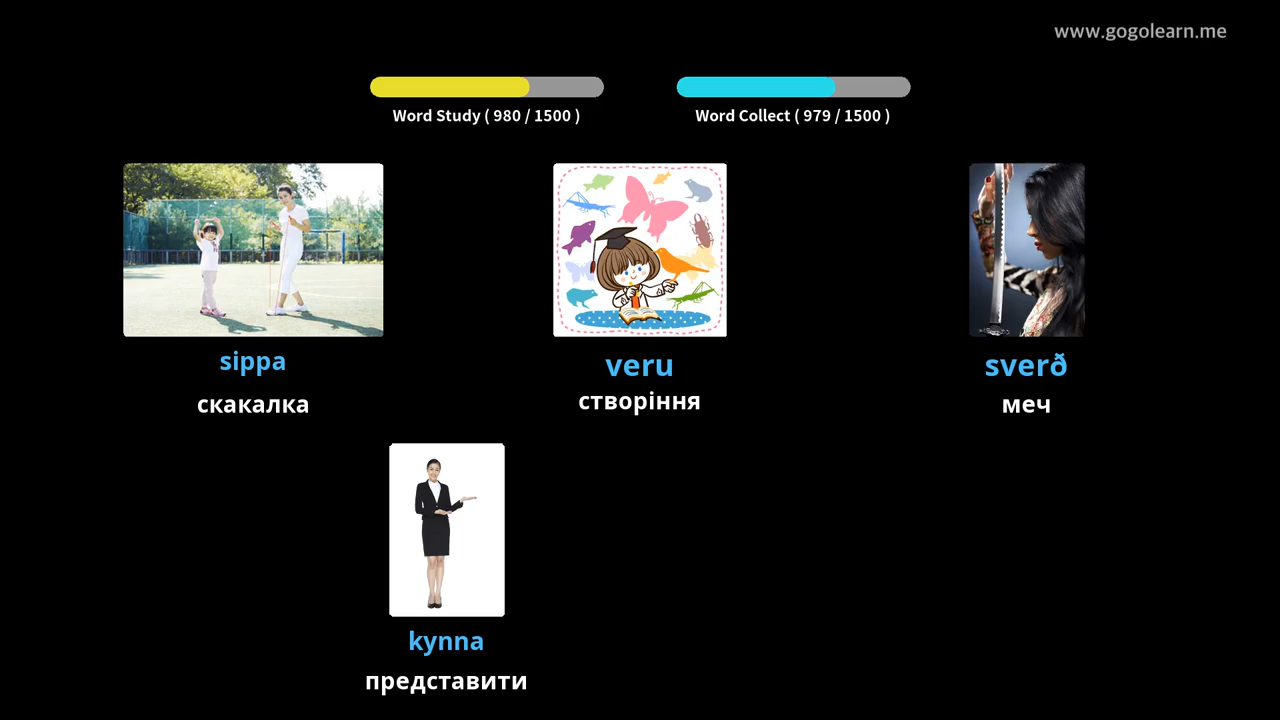 www.gogolearn.me
Word Study ( 980 / 1500 )
Word Collect ( 979 / 1500 )
sippa
скакалка
veru
створіння
sverð
меч
kynna
представити